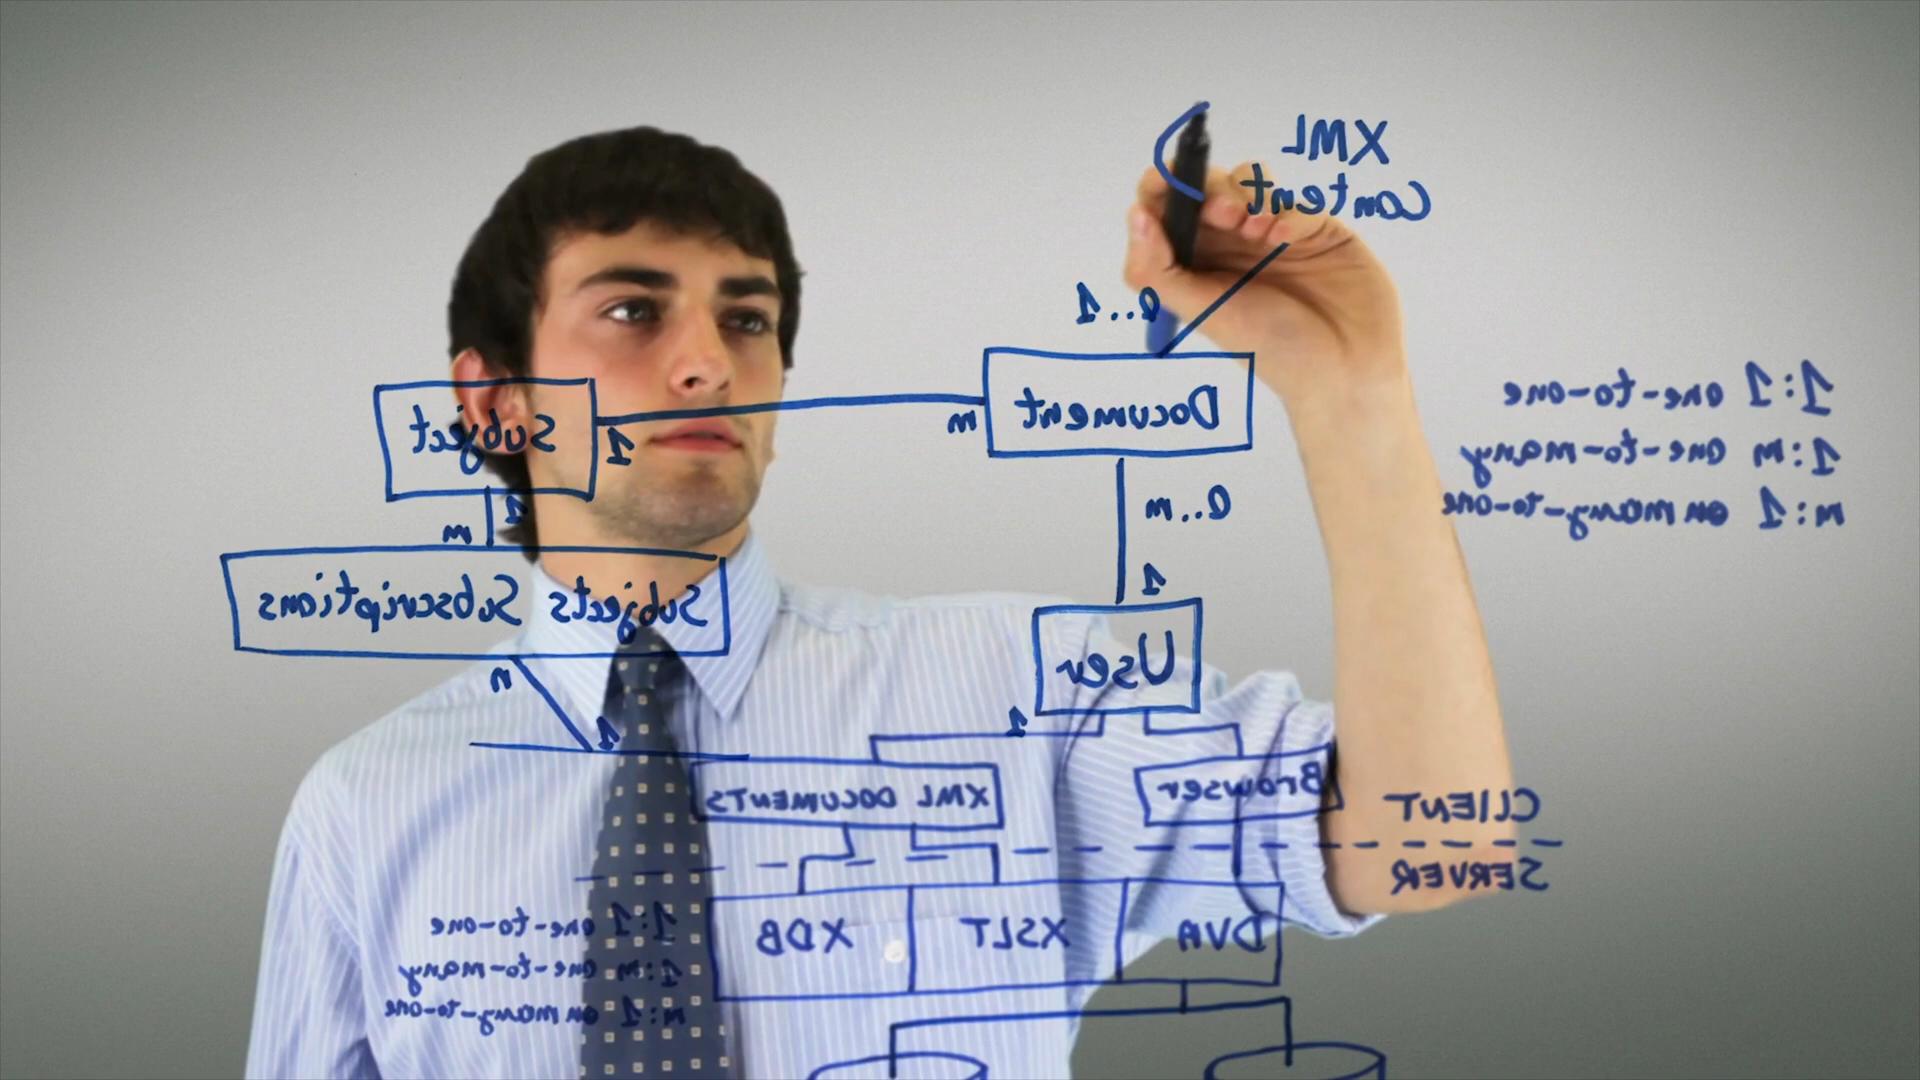 XML
Content
0..1
Document
m
1
Subject
1:1 one-to-one
1:m one-to-many
m:1 on many-to-one
0..m
1
m
1
Subjects Subscriptions
User
n
1
1
XML DOCUMENTS
Browser
CLIENT
SERVER
XDB
XSLT
DVA
1:1 one-to-one
1:m one-to-many
m:1 on many-to-one